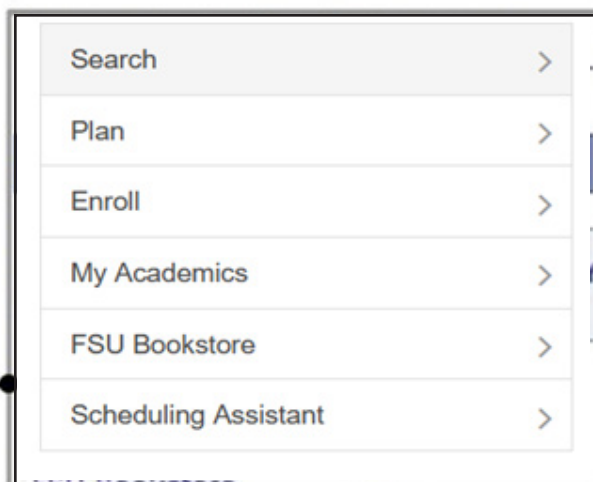 Search
Plan
Enroll
My Academics
FSU Bookstore
Scheduling Assistant